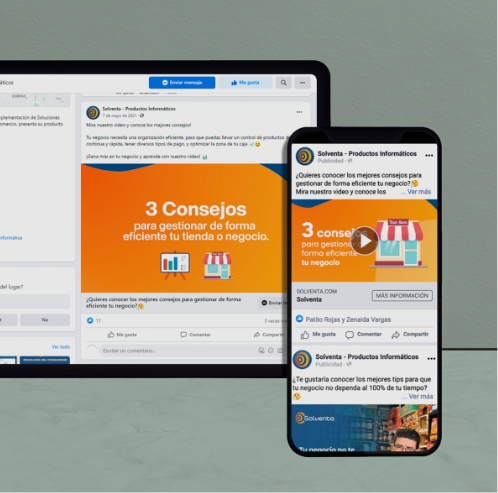 Enviar mensaje
Me gusta
Solventa - Productos Informáticos
7 de mayo de 2021
Mira nuestro video y conoce los mejores consejos!
Tu negocio necesita una organización eficiente, para que puedas llevar un control de productos de
continua y rápida, tener diversos tipos de pago, y optimizar la zona de tu caja
¡Gana más en tu negocio y aprende con nuestro video!
3 Consejos
para gestionar de forma
eficiente tu tienda o negocio.
¿Quieres conocer los mejores consejos para gestionar de forma
eficiente tu negocio?
11
Me gusta
Comentar
Compartir
Escribe un comentario...
plementación de Soluciones
omercio, presenta su producto
nformatica
del lugar?
No
Ver todo
Solventa - Productos Informáticos
Publicidad
¿Quieres conocer los mejores consejos para
gestionar de forma eficiente tu negocio?
Mira nuestro video y conoce los ... Ver más
3 consej
para gestionar d
forma eficiente
tu negocio
SOLVENTA.COM
Solventa
MÁS INFORMACIÓN
Patito Rojas y Zenaida Vargas
Me gusta
Comentar
Compartir
Solventa - Productos Informáticos
Publicidad
¿Te gustaría conocer los mejores tips para que
tu negocio no dependa al 100% de tu tiempo?
... Ver más
Solventa
Tu negocio no te